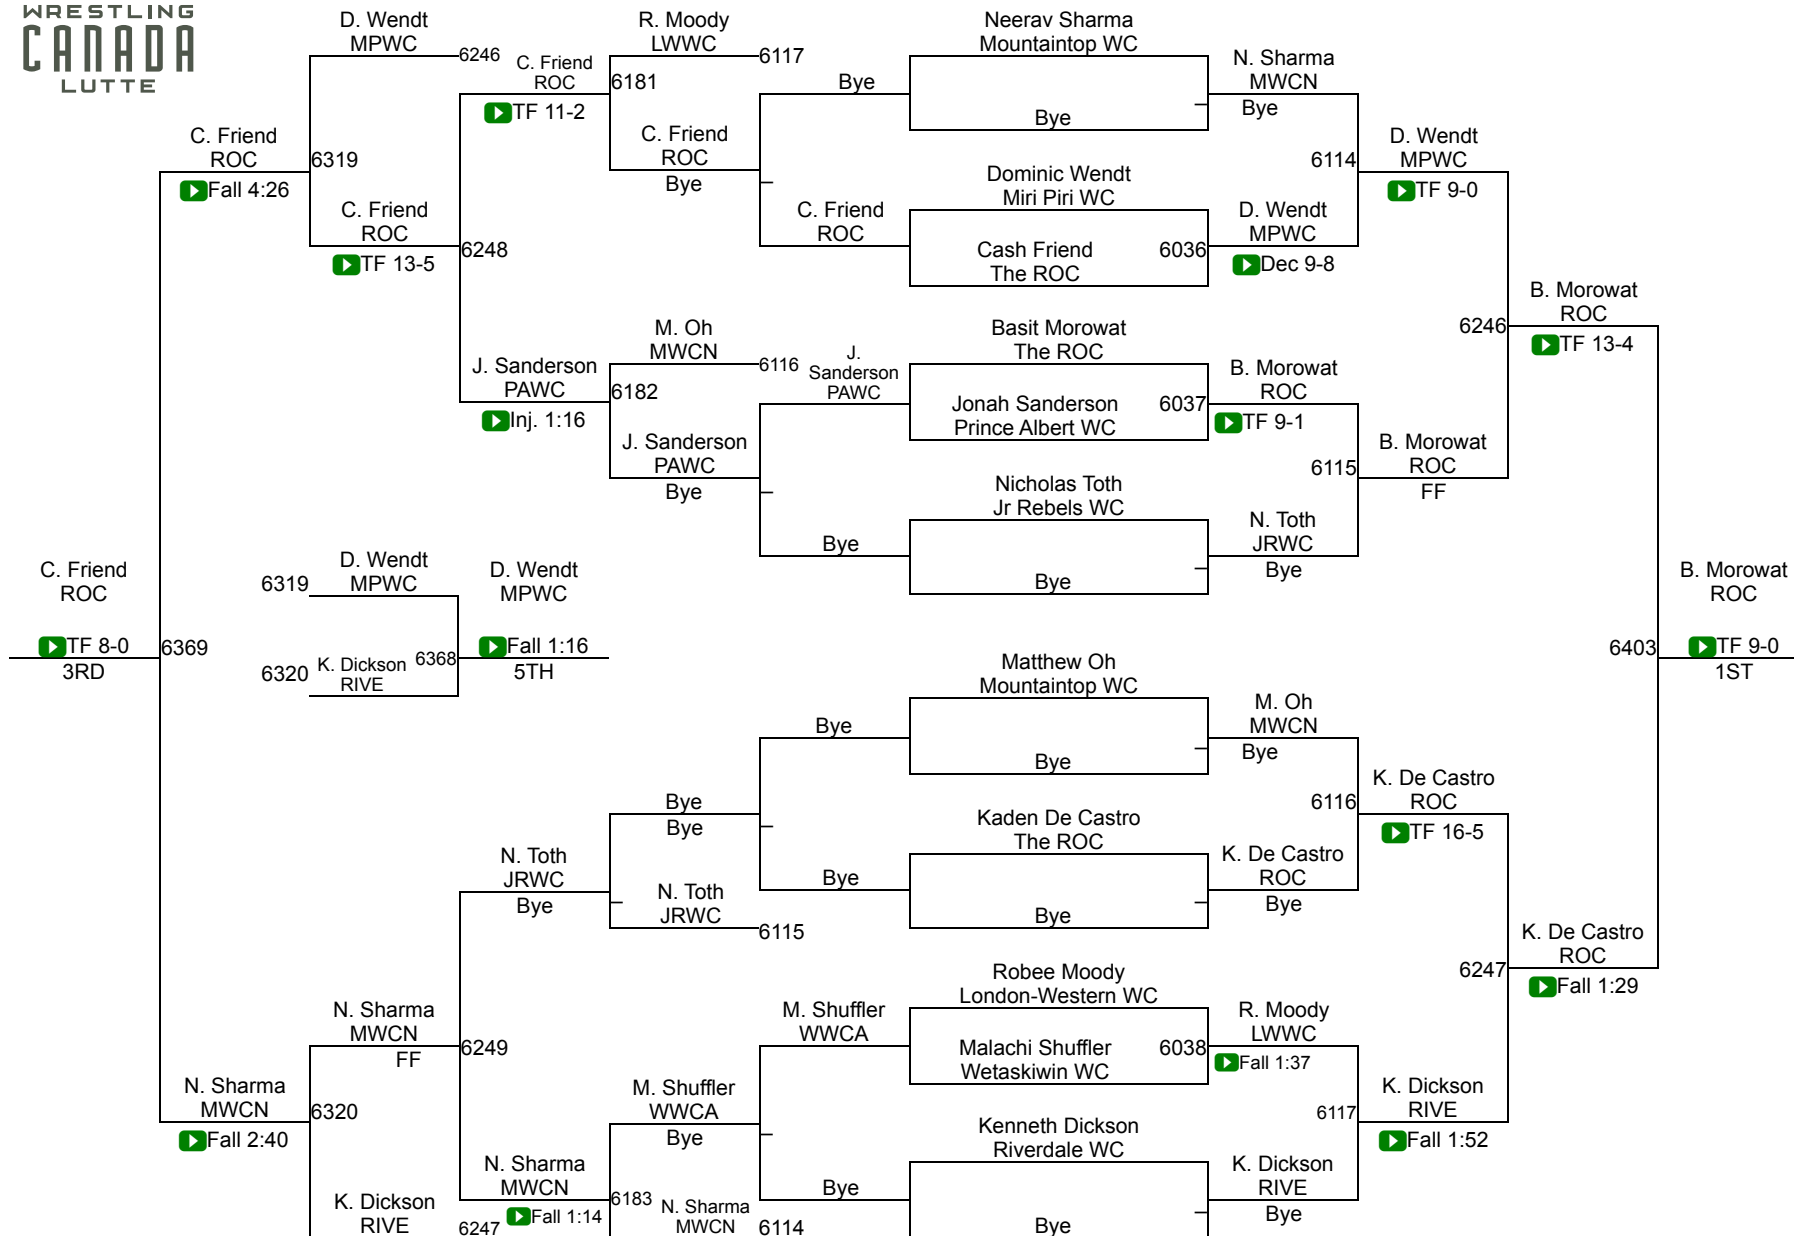 WRESTLING
CANADA
LUTTE
D. Wendt
MPWC
6246
C. Friend
ROC
TF 11-2
R. Moody
LWWC
6117
6181
C. Friend
ROC
Bye
Bye
Neerav Sharma
Mountaintop WC
Bye
N. Sharma
MWCN
Bye
C. Friend
ROC
Fall 4:26
6319
C. Friend
ROC
TF 13-5
6248
C. Friend
ROC
Dominic Wendt
Miri Piri WC
Cash Friend
The ROC
6036
D. Wendt
MPWC
Dec 9-8
6114
D. Wendt
MPWC
TF 9-0
J. Sanderson
PAWC
Inj. 1:16
M. Oh
MWCN
6116
6182
J. Sanderson
PAWC
Bye
J.
Sanderson
PAWC
Basit Morowat
The ROC
Jonah Sanderson
Prince Albert WC
6037
B. Morowat
ROC
TF 9-1
6246
B. Morowat
ROC
TF 13-4
Bye
Nicholas Toth
Jr Rebels WC
Bye
N. Toth
JRWC
Bye
6115
B. Morowat
ROC
FF
C. Friend
ROC
TF 8-0
3RD
6369
6319
D. Wendt
MPWC
6320
K. Dickson
RIVE
6368
D. Wendt
MPWC
Fall 1:16
5TH
6403
B. Morowat
ROC
TF 9-0
1ST
Bye
Matthew Oh
Mountaintop WC
Bye
M. Oh
MWCN
Bye
Bye
Bye
Bye
Kaden De Castro
The ROC
Bye
K. De Castro
ROC
Bye
6116
K. De Castro
ROC
TF 16-5
N. Toth
JRWC
Bye
N. Toth
JRWC
6115
6247
K. De Castro
ROC
Fall 1:29
N. Sharma
MWCN
FF
6249
M. Shuffler
WWCA
Robee Moody
London-Western WC
Malachi Shuffler
Wetaskiwin WC
6038
R. Moody
LWWC
Fall 1:37
N. Sharma
MWCN
Fall 2:40
6320
M. Shuffler
WWCA
Bye
Kenneth Dickson
Riverdale WC
6117
K. Dickson
RIVE
Fall 1:52
K. Dickson
RIVE
6247
N. Sharma
MWCN
Fall 1:14
6183
N. Sharma
MWCN
6114
Bye
Bye
K. Dickson
RIVE
Bye